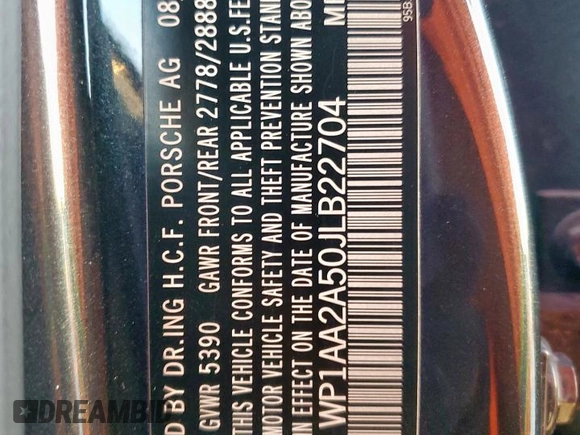 D BY DR.ING H.C.F. PORSCHE AG 08
GVWR 5390 GAWR FRONT/REAR 2778/2888
THIS VEHICLE CONFORMS TO ALL APPLICABLE U.S.FE
MOTOR VEHICLE SAFETY AND THEFT PREVENTION STAN
IN EFFECT ON THE DATE OF MANUFACTURE SHOWN ABO
WP1AA2A50JLB22704
95B
DREAMBID